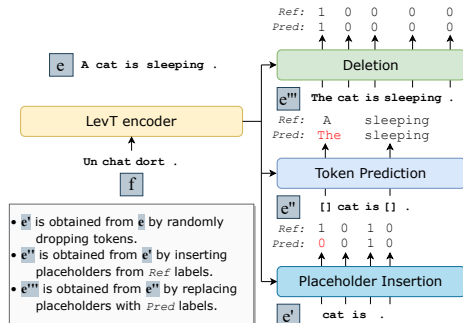 Ref: 1 0 0 0 0
Pred: 1 0 0 0 0
Deletion
e A cat is sleeping .
e''' The cat is sleeping .
LevT encoder
Ref: A sleeping
Pred: The sleeping
Token Prediction
Un chat dort .
f
e'' [] cat is [] .
• e' is obtained from e by randomly
dropping tokens.
• e'' is obtained from e' by inserting
placeholders from Ref labels.
• e''' is obtained from e'' by replacing
placeholders with Pred labels.
Ref: 1 0 1 0
Pred: 0 0 1 0
Placeholder Insertion
e' cat is .